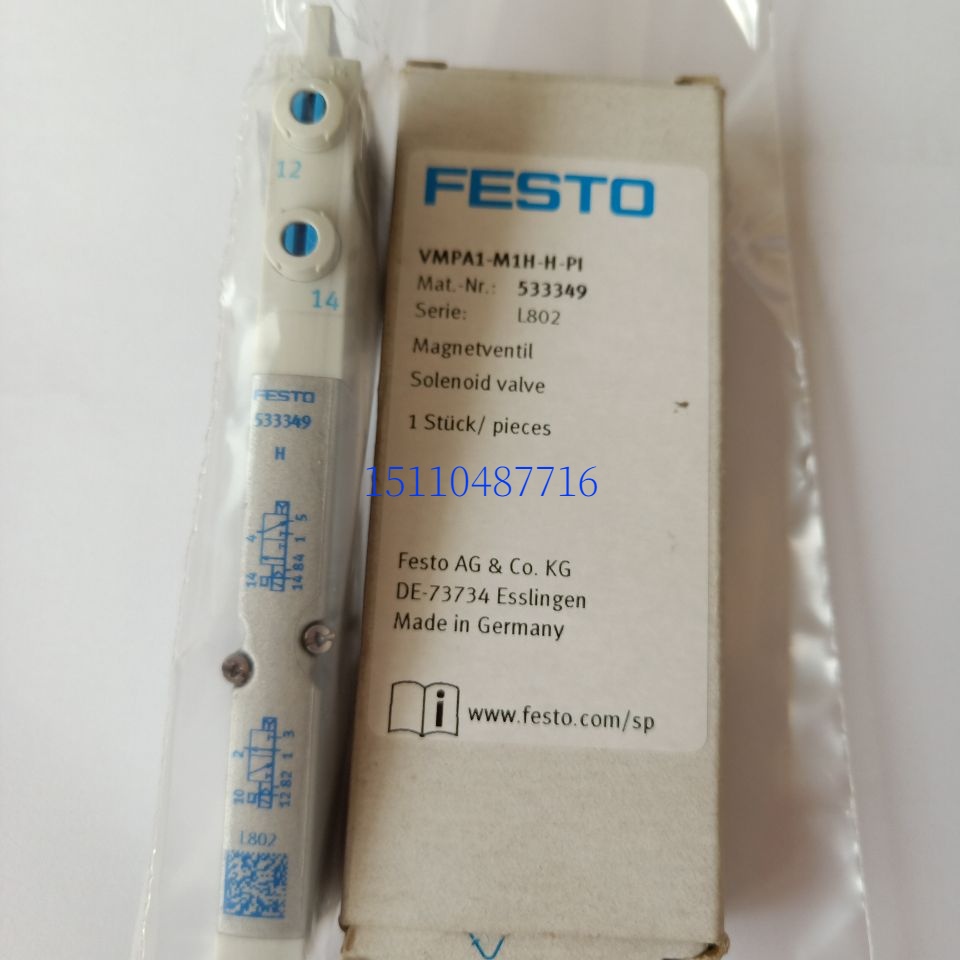 12
14
FESTO
533349
H
4
5
14
14 84 1
2
3
10
12 82 1
L802
FESTO
VMPA1-M1H-H-PI
Mat.-Nr.: 533349
Serie: L802
Magnetventil
Solenoid valve
1 Stück/ pieces
15110487716
Festo AG & Co. KG
DE-73734 Esslingen
Made in Germany
i
www.festo.com/sp